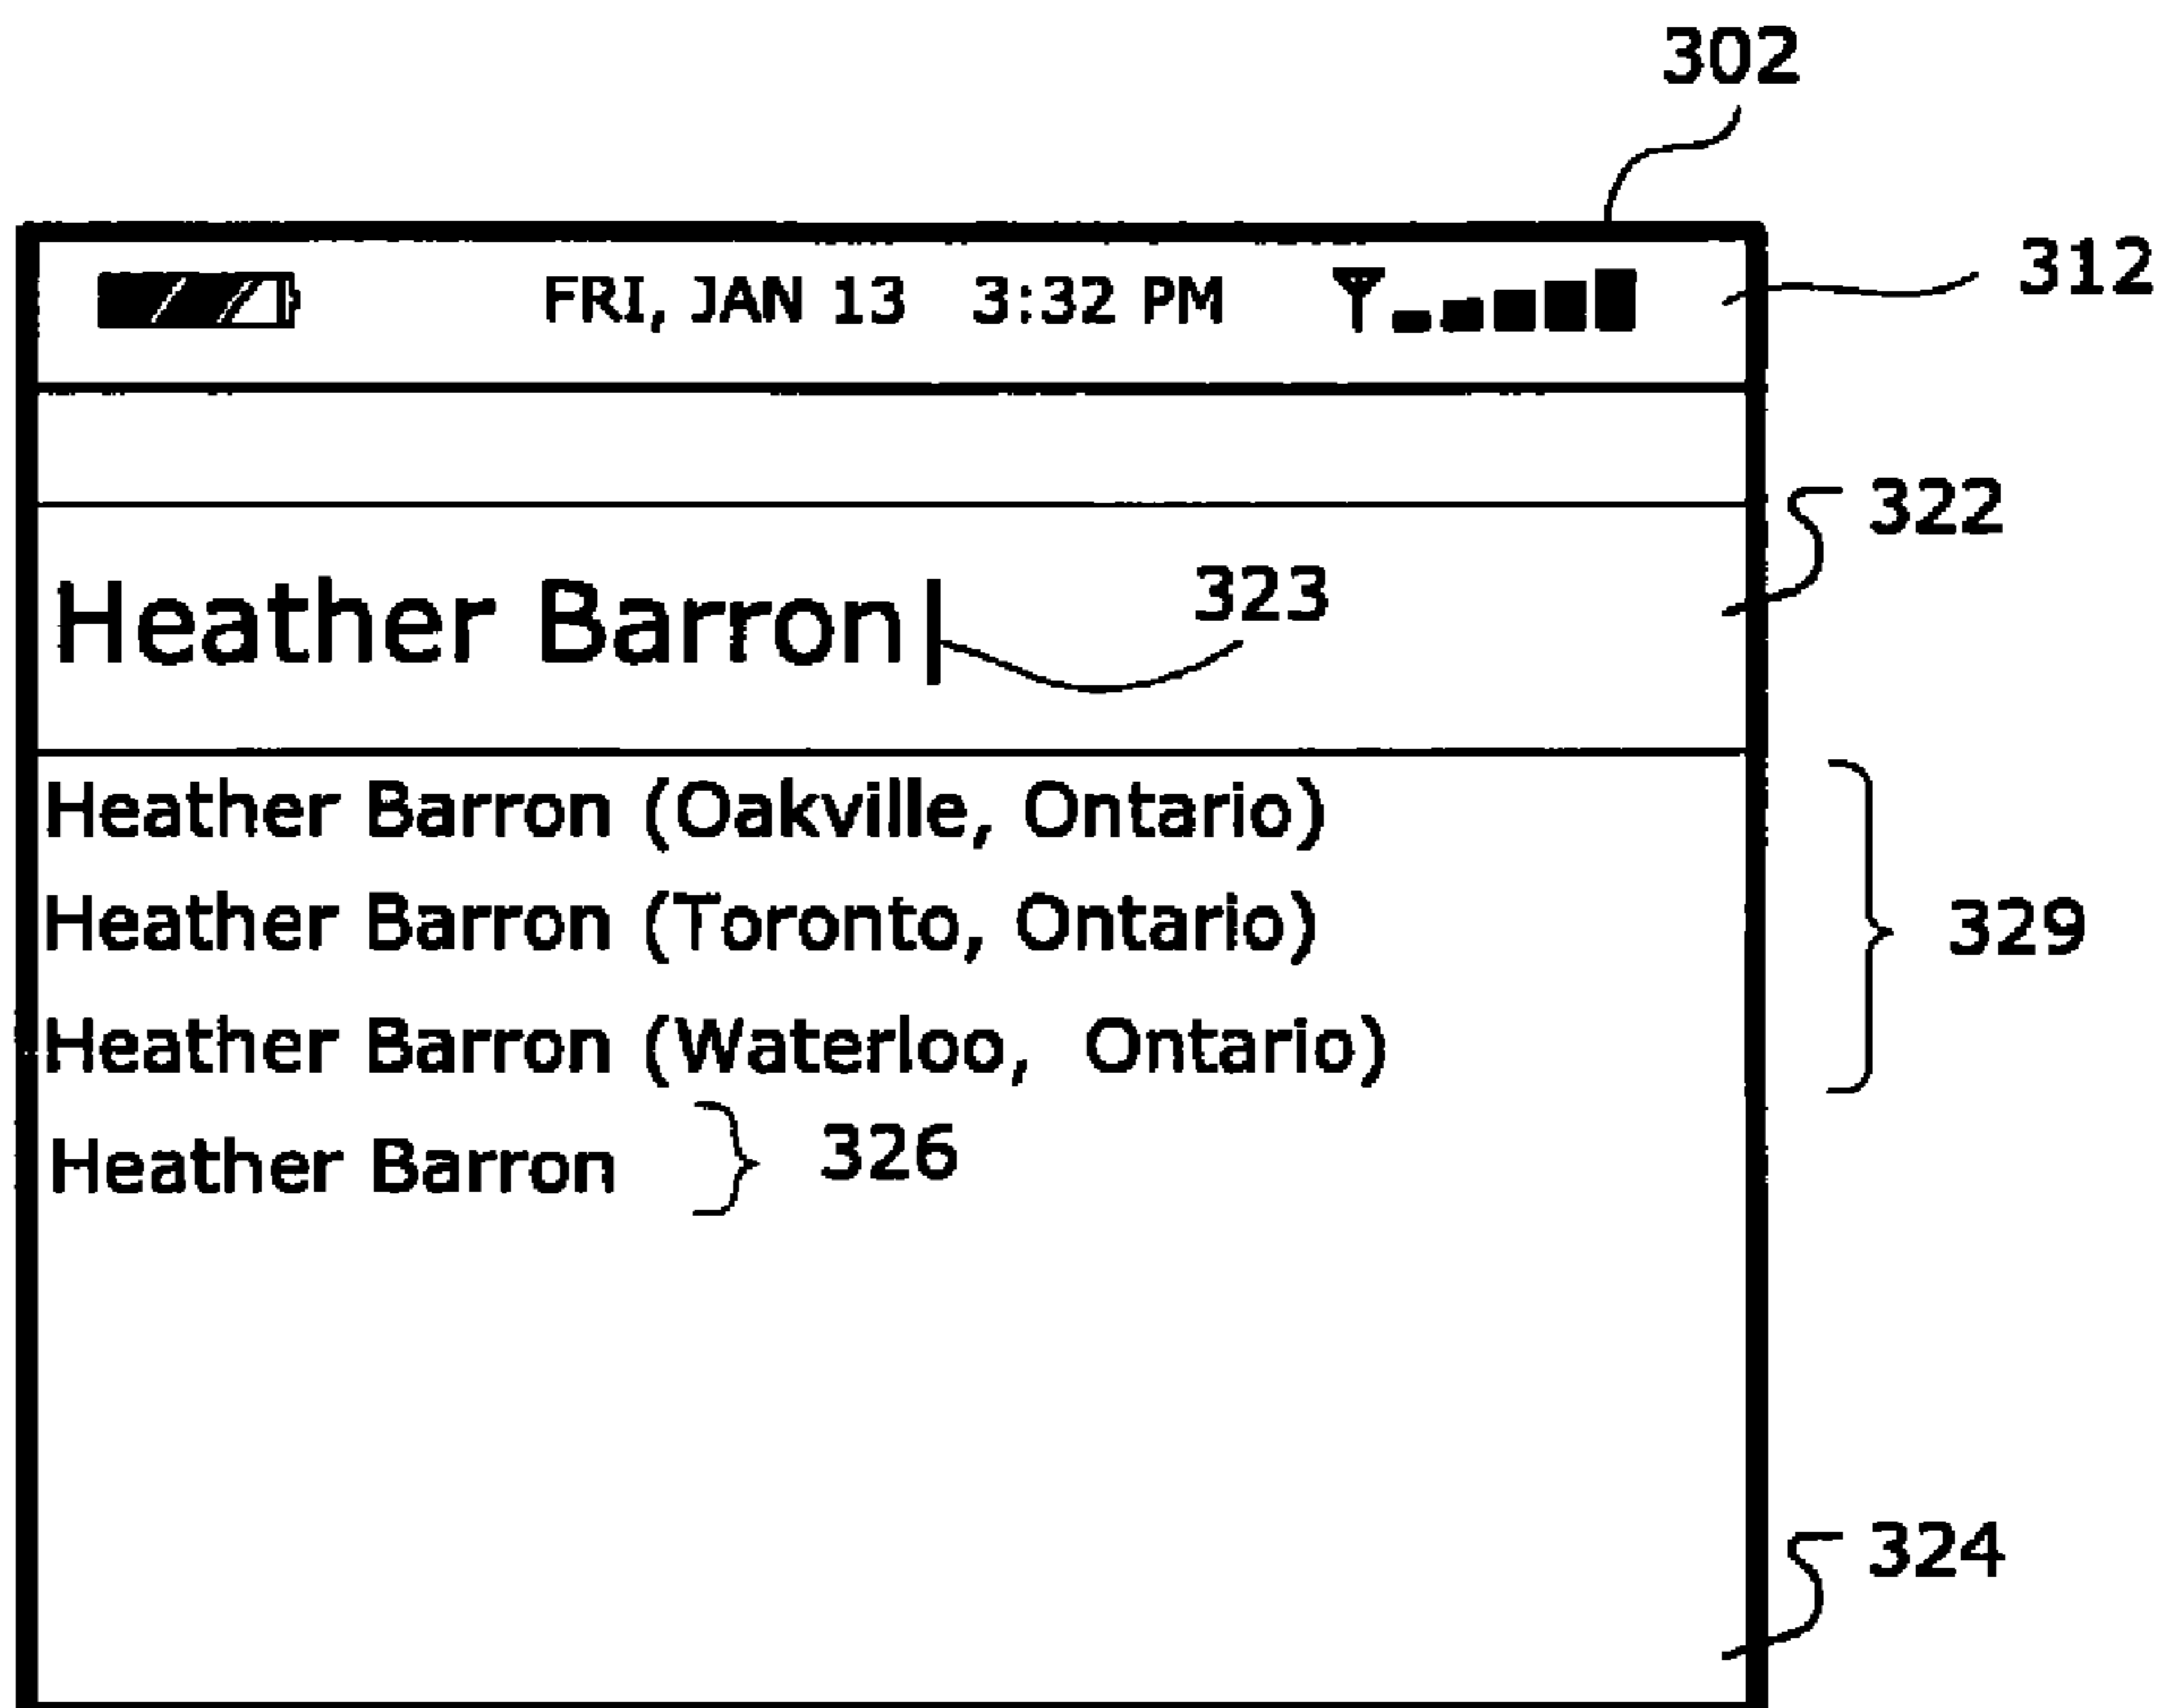 302
FRI, JAN 13 3:32 PM
312
322
Heather Barron
323
Heather Barron (Oakville, Ontario)
Heather Barron (Toronto, Ontario)
329
Heather Barron (Waterloo, Ontario)
Heather Barron
326
324